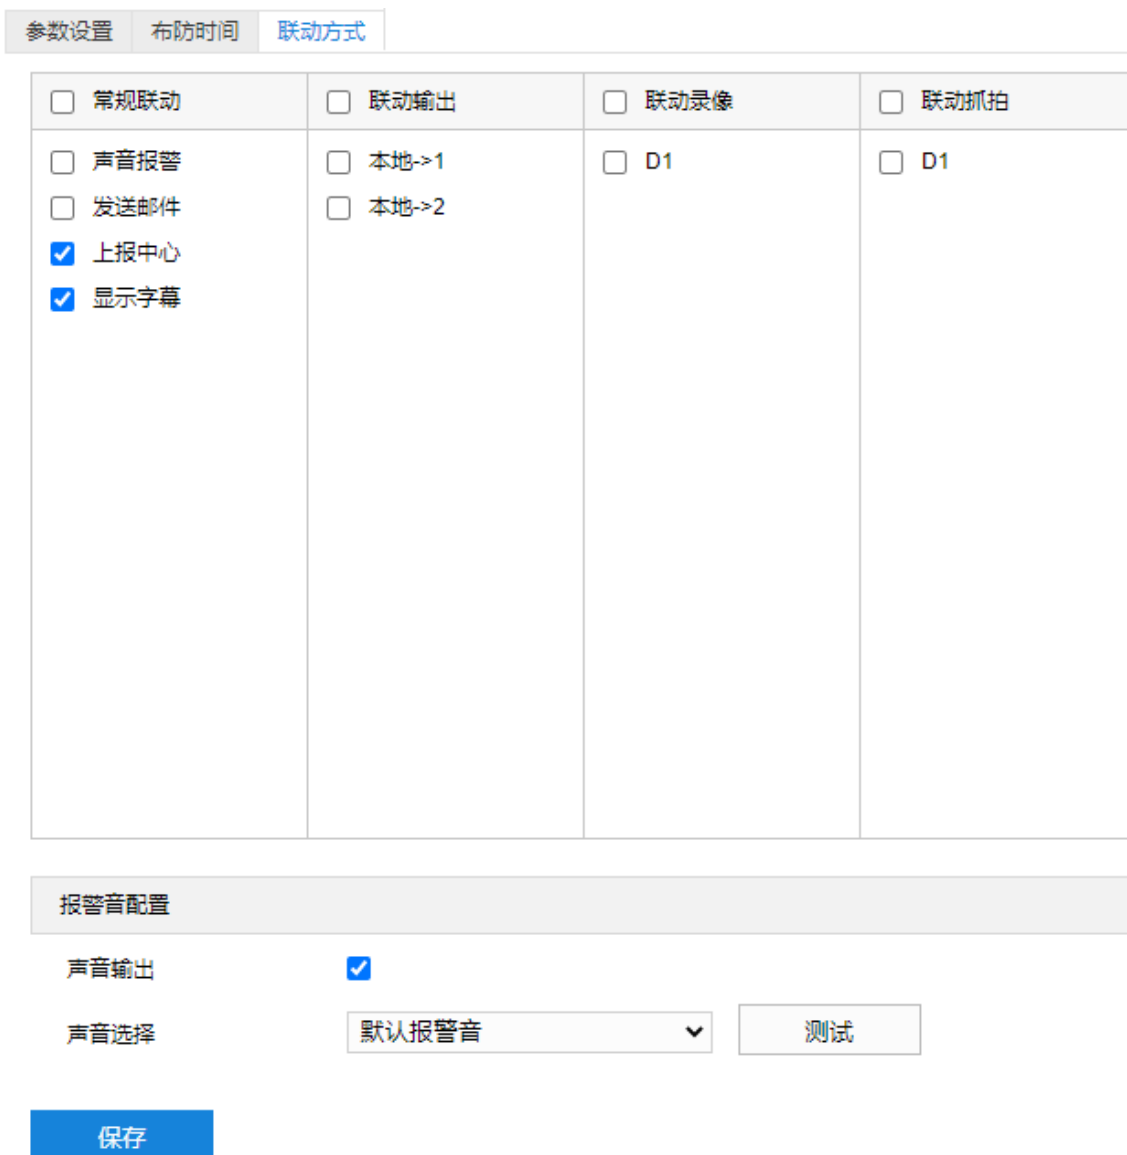 参数设置 布防时间 联动方式
常规联动 联动输出 联动录像 联动抓拍
声音报警 本地->1 D1 D1
发送邮件 本地->2
上报中心
显示字幕
报警音配置
声音输出
声音选择 默认报警音 测试
保存